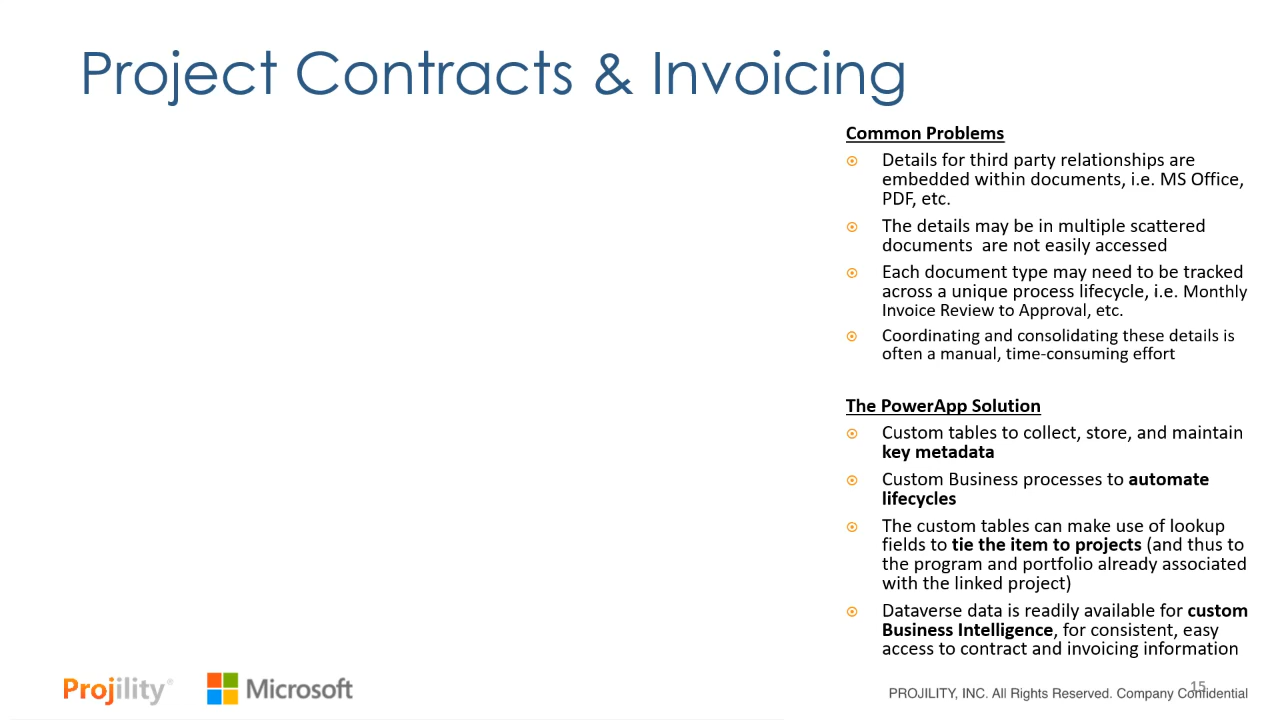 Project Contracts & Invoicing
Common Problems
Details for third party relationships are
embedded within documents, i.e. MS Office,
PDF, etc.
The details may be in multiple scattered
documents  are not easily accessed
Each document type may need to be tracked
across a unique process lifecycle, i.e. Monthly
Invoice Review to Approval, etc.
Coordinating and consolidating these details is
often a manual, time-consuming effort
The PowerApp Solution
Custom tables to collect, store, and maintain
key metadata
Custom Business processes to automate
lifecycles
The custom tables can make use of lookup
fields to tie the item to projects (and thus to
the program and portfolio already associated
with the linked project)
Dataverse data is readily available for custom
Business Intelligence, for consistent, easy
access to contract and invoicing information
Projility®
Microsoft
15
PROJILITY, INC. All Rights Reserved. Company Confidential